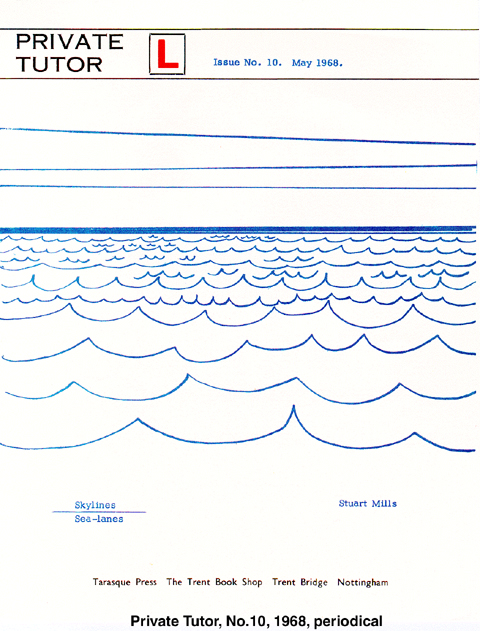 PRIVATE
TUTOR
L
Issue No. 10. May 1968.
Skylines
Sea-lanes
Stuart Mills
Tarasque Press The Trent Book Shop Trent Bridge Nottingham
Private Tutor, No.10, 1968, periodical